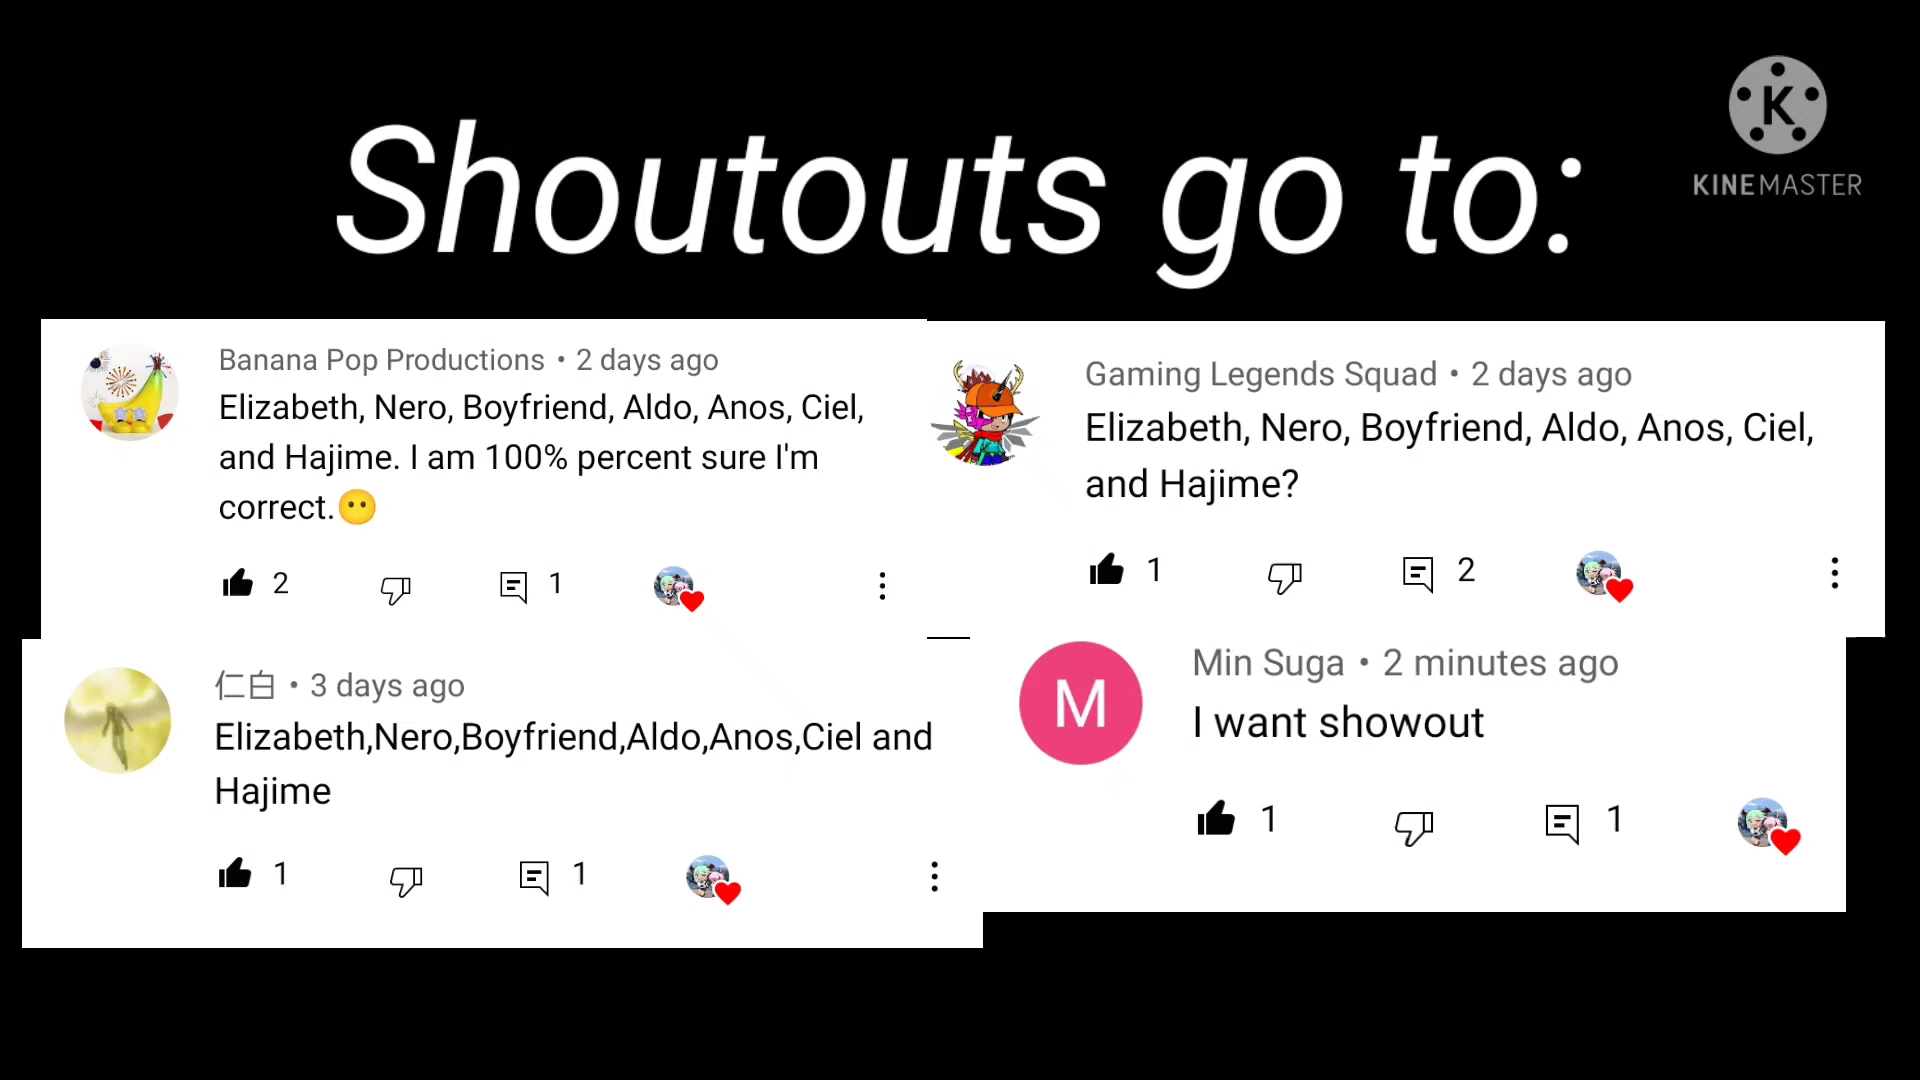 Shoutouts go to:
K
KINEMASTER
Banana Pop Productions • 2 days ago
Elizabeth, Nero, Boyfriend, Aldo, Anos, Ciel,
and Hajime. I am 100% percent sure I'm
correct.😶
2
1
Gaming Legends Squad • 2 days ago
Elizabeth, Nero, Boyfriend, Aldo, Anos, Ciel,
and Hajime?
1
2
仁白 • 3 days ago
Elizabeth,Nero,Boyfriend,Aldo,Anos,Ciel and
Hajime
1
1
M
Min Suga • 2 minutes ago
I want showout
1
1